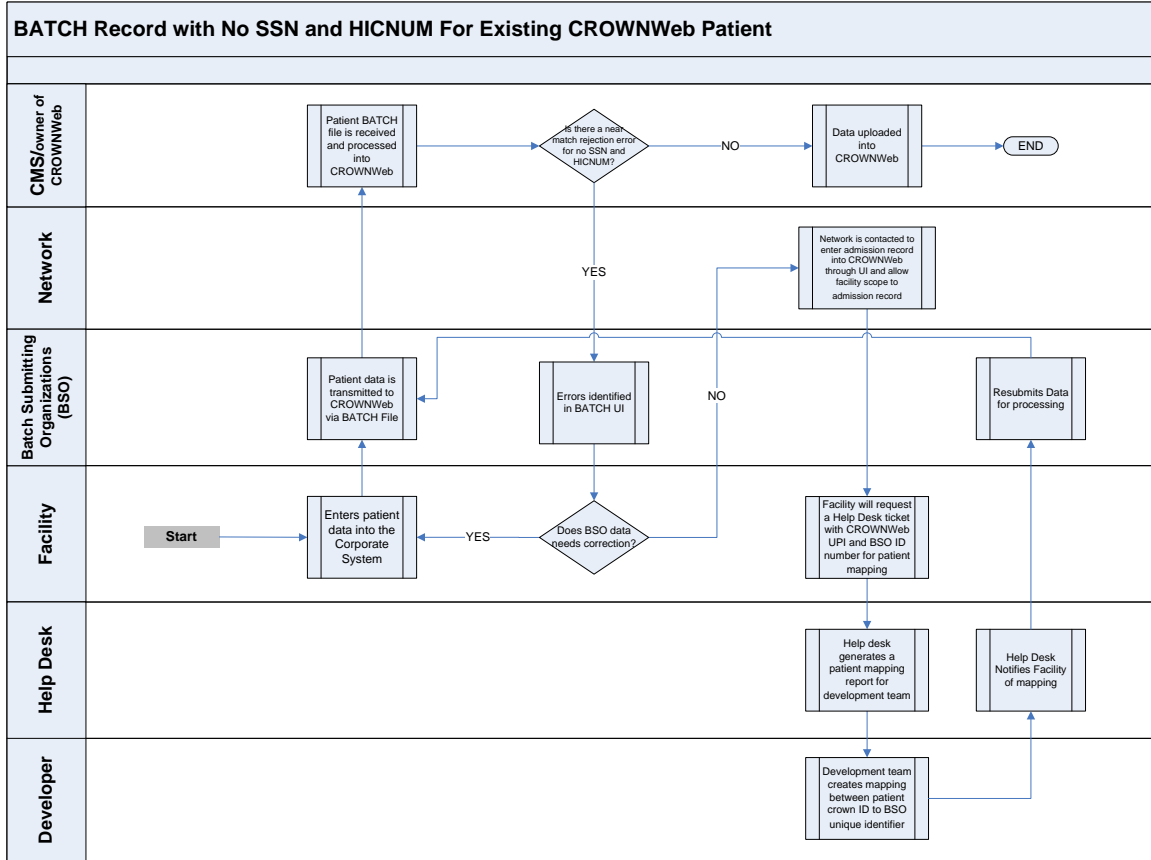 BATCH Record with No SSN and HICNUM For Existing CROWNWeb Patient
CMS/owner of
CROWNWeb
Patient BATCH
file is received
and processed
into
CROWNWeb
Is there a near
match rejection error
for no SSN and
HICNUM?
NO
Data uploaded
into
CROWNWeb
END
YES
Network
Network is contacted to
enter admission record
into CROWNWeb
through UI and allow
facility scope to
admission record
Batch Submitting
Organizations
(BSO)
Patient data is
transmitted to
CROWNWeb
via BATCH File
Errors identified
in BATCH UI
NO
Resubmits Data
for processing
Facility
Start
Enters patient
data into the
Corporate
System
YES
Does BSO data
needs correction?
Facility will request
a Help Desk ticket
with CROWNWeb
UPI and BSO ID
number for patient
mapping
Help Desk
Help desk
generates a
patient mapping
report for
development team
Help Desk
Notifies Facility
of mapping
Developer
Development team
creates mapping
between patient
crown ID to BSO
unique identifier